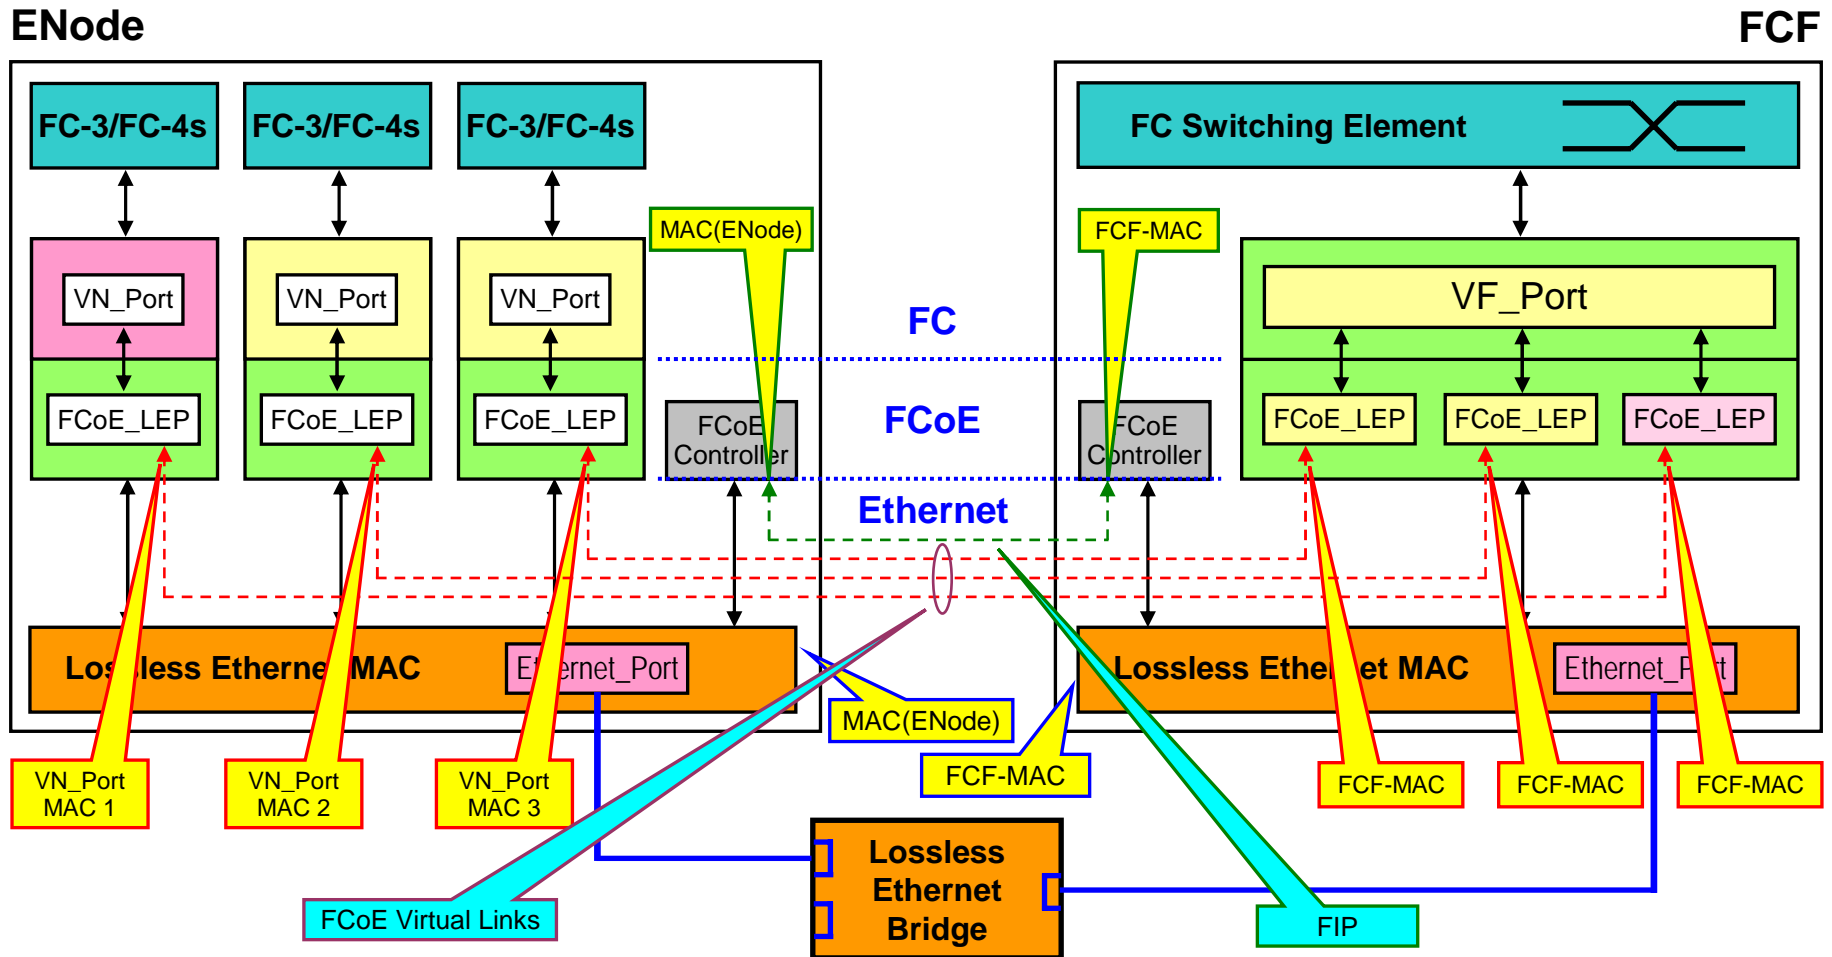 ENode
FCF
FC-3/FC-4s
FC-3/FC-4s
FC-3/FC-4s
FC Switching Element
MAC(ENode)
FCF-MAC
VN_Port
VN_Port
VN_Port
FC
VF_Port
FCoE_LEP
FCoE_LEP
FCoE_LEP
FCoE
Controller
FCoE
FCoE
Controller
FCoE_LEP
FCoE_LEP
FCoE_LEP
Ethernet
Lossless Ethernet MAC
Ethernet_Port
Lossless Ethernet MAC
Ethernet_Port
MAC(ENode)
FCF-MAC
VN_Port
MAC 1
VN_Port
MAC 2
VN_Port
MAC 3
FCF-MAC
FCF-MAC
FCF-MAC
Lossless
Ethernet
Bridge
FCoE Virtual Links
FIP